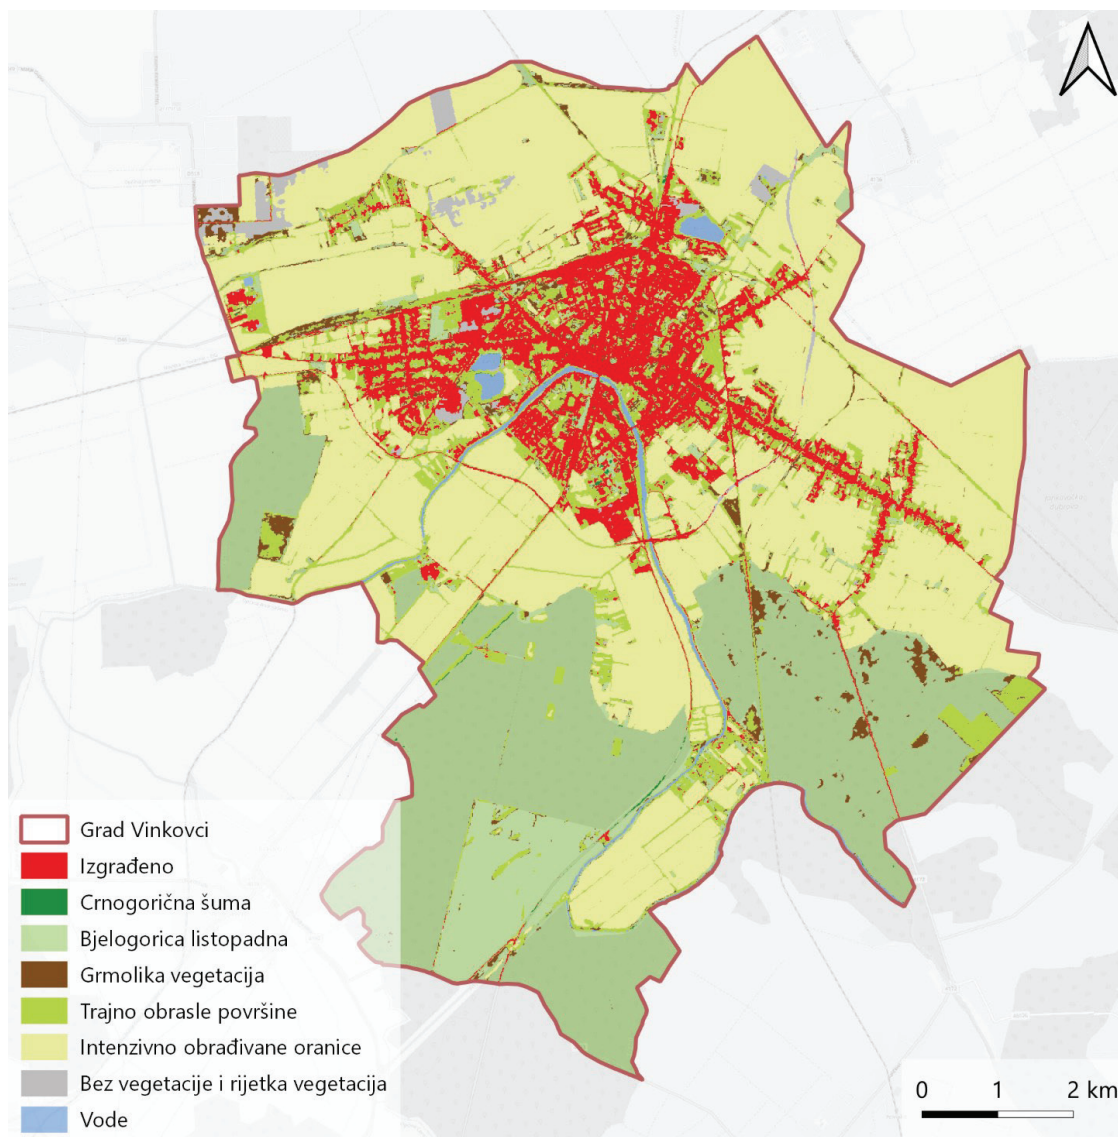 Grad Vinkovci
Izgrađeno
Crnogorična šuma
Bjelogorica listopadna
Grmolika vegetacija
Trajno obrasle površine
Intenzivno obrađivane oranice
Bez vegetacije i rijetka vegetacija
Vode
0 1 2 km